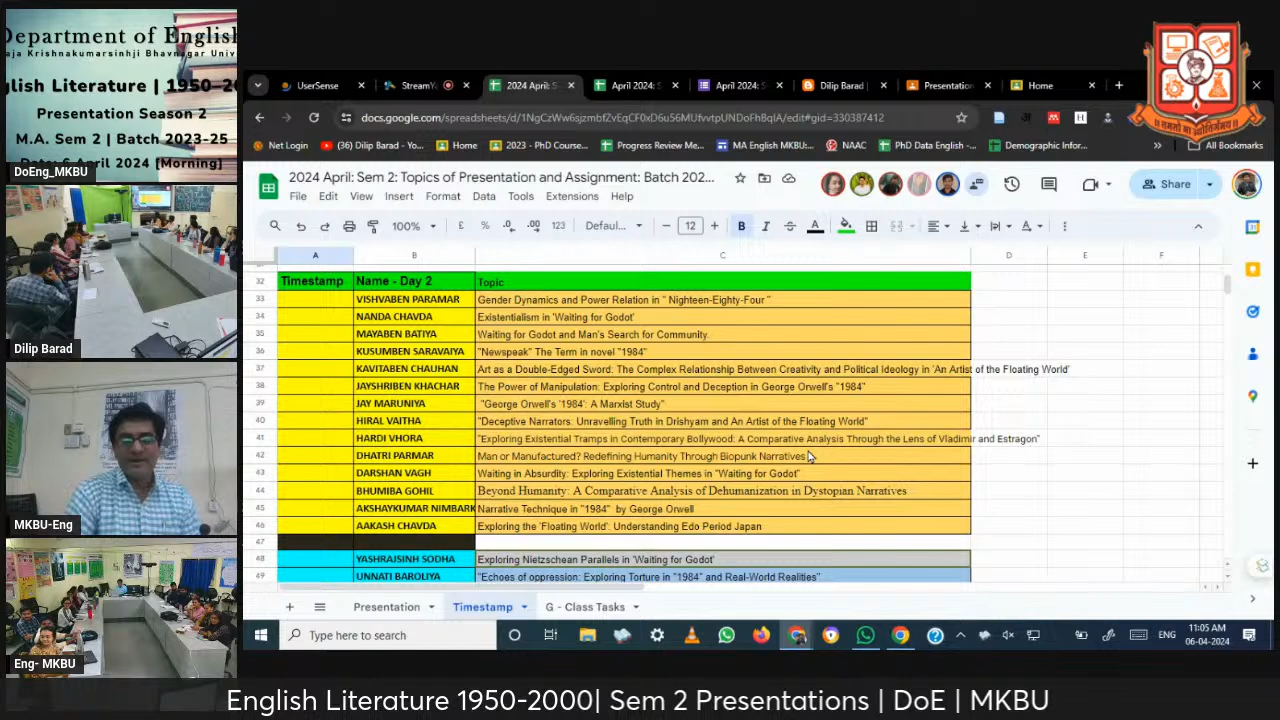 Department of English
aja Krishnakumarsinhji Bhavnagar Univ
glish Literature | 1950-20
Presentation Season 2
M.A. Sem 2 | Batch 2023-25
Date: 6 April 2024 [Morning]
DoEng_MKBU
Dilip Barad
MKBU-Eng
Eng- MKBU
UserSense
StreamY
2024 April: S
April 2024: S
April 2024: S
Dilip Barad |
Presentation
Home
docs.google.com/spreadsheets/d/1NgCzWw6sjzmbfZvEqCF0xD6u56MUfvvtpUNDoFhBqIA/edit#gid=330387412
Net Login
(36) Dilip Barad - Yo...
Home
2023 - PhD Course...
Progress Review Me...
MA English MKBU:...
NAAC
PhD Data English -...
Demographic Infor...
»
All Bookmarks
2024 April: Sem 2: Topics of Presentation and Assignment: Batch 202...
Share
File Edit View Insert Format Data Tools Extensions Help
100% £ % .0 .00 123 Defaul... − 12 + B I A
A B C D E F
32 Timestamp Name - Day 2 Topic
33 VISHVABEN PARAMAR Gender Dynamics and Power Relation in " Nighteen-Eighty-Four "
34 NANDA CHAVDA Existentialism in 'Waiting for Godot'
35 MAYABEN BATIYA Waiting for Godot and Man's Search for Community.
36 KUSUMBEN SARAVAIYA "Newspeak" The Term in novel "1984"
37 KAVITABEN CHAUHAN Art as a Double-Edged Sword: The Complex Relationship Between Creativity and Political Ideology in 'An Artist of the Floating World'
38 JAYSHRIBEN KHACHAR The Power of Manipulation: Exploring Control and Deception in George Orwell's "1984"
39 JAY MARUNIYA "George Orwell's '1984': A Marxist Study"
40 HIRAL VAITHA "Deceptive Narrators: Unravelling Truth in Drishyam and An Artist of the Floating World"
41 HARDI VHORA "Exploring Existential Tramps in Contemporary Bollywood: A Comparative Analysis Through the Lens of Vladimir and Estragon"
42 DHATRI PARMAR Man or Manufactured? Redefining Humanity Through Biopunk Narratives
43 DARSHAN VAGH Waiting in Absurdity: Exploring Existential Themes in "Waiting for Godot"
44 BHUMIBA GOHIL Beyond Humanity: A Comparative Analysis of Dehumanization in Dystopian Narratives
45 AKSHAYKUMAR NIMBARK Narrative Technique in "1984" by George Orwell
46 AAKASH CHAVDA Exploring the 'Floating World': Understanding Edo Period Japan
47
48 YASHRAJSINH SODHA Exploring Nietzschean Parallels in 'Waiting for Godot'
49 UNNATI BAROLIYA "Echoes of oppression: Exploring Torture in "1984" and Real-World Realities"
Presentation Timestamp G - Class Tasks
Type here to search
ENG
11:05 AM
06-04-2024
English Literature 1950-2000| Sem 2 Presentations | DoE | MKBU